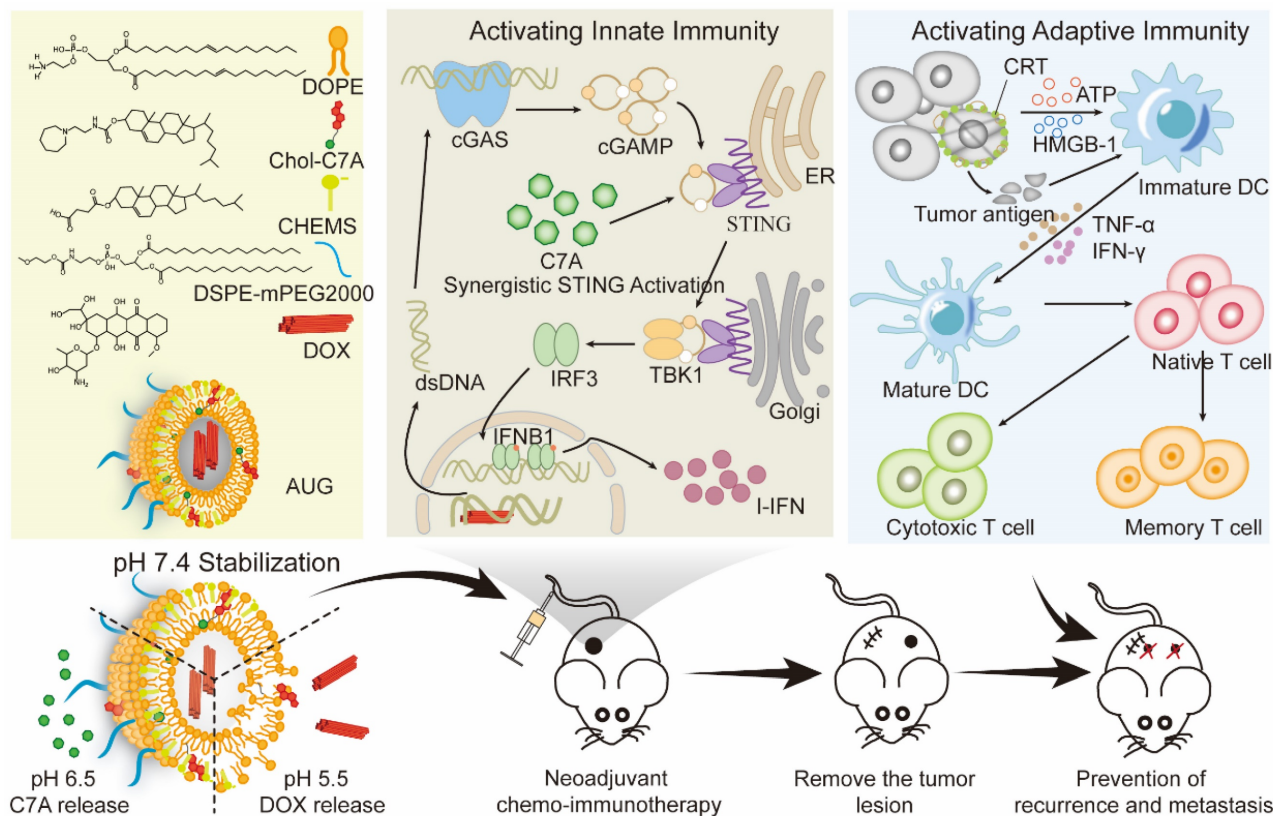 DOPE
Chol-C7A
CHEMS
DSPE-mPEG2000
DOX
AUG
Activating Innate Immunity
cGAS
cGAMP
ER
STING
C7A
Synergistic STING Activation
dsDNA
IRF3
TBK1
Golgi
IFNB1
I-IFN
Activating Adaptive Immunity
CRT
ATP
HMGB-1
Immature DC
Tumor antigen
TNF-α
IFN-γ
Mature DC
Native T cell
Cytotoxic T cell
Memory T cell
pH 7.4 Stabilization
pH 6.5
C7A release
pH 5.5
DOX release
Neoadjuvant
chemo-immunotherapy
Remove the tumor
lesion
Prevention of
recurrence and metastasis